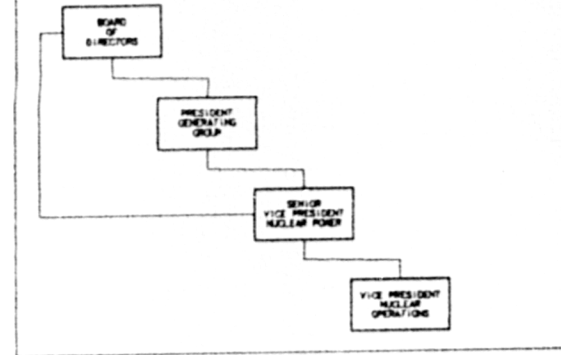 BOARD
OF
DIRECTORS
PRESIDENT
GENERATING
GROUP
SENIOR
VICE PRESIDENT
NUCLEAR POWER
VICE PRESIDENT
NUCLEAR
OPERATIONS